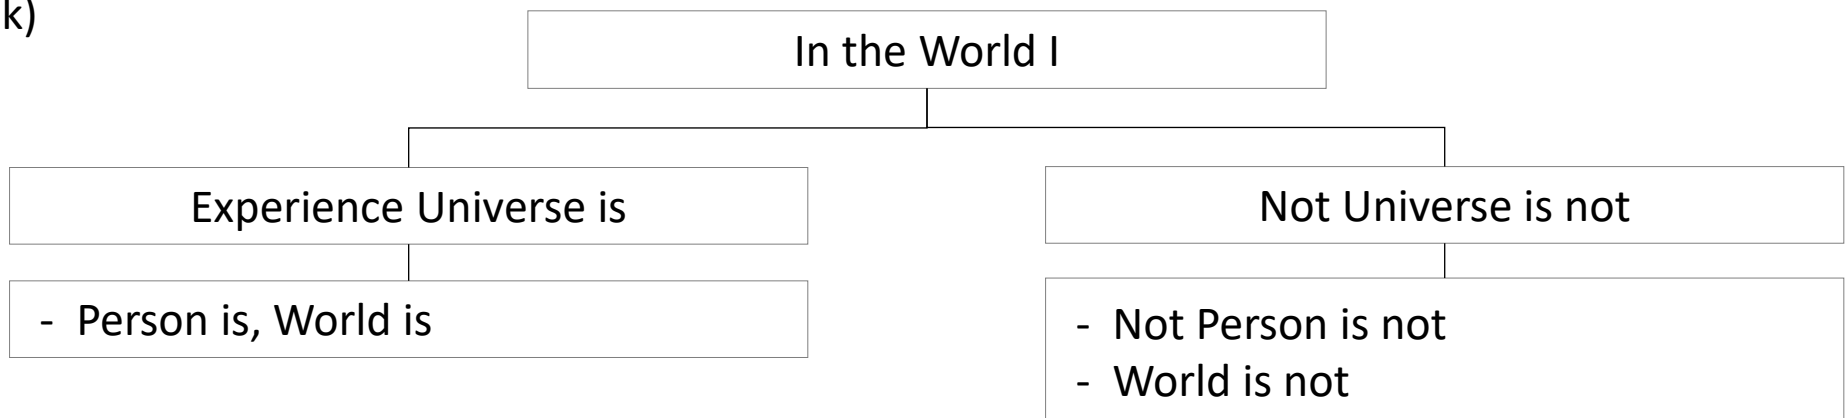 k)
In the World I
Experience Universe is
Not Universe is not
- Person is, World is
- Not Person is not
- World is not